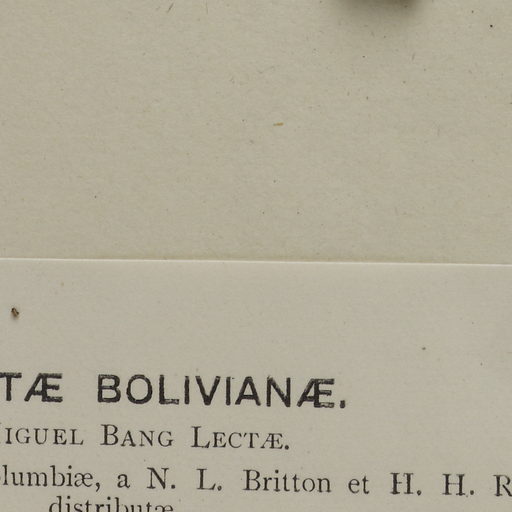 TÆ BOLIVIANÆ.
IGUEL BANG LECTÆ.
lumbiæ, a N. L. Britton et H. H. R
distributæ